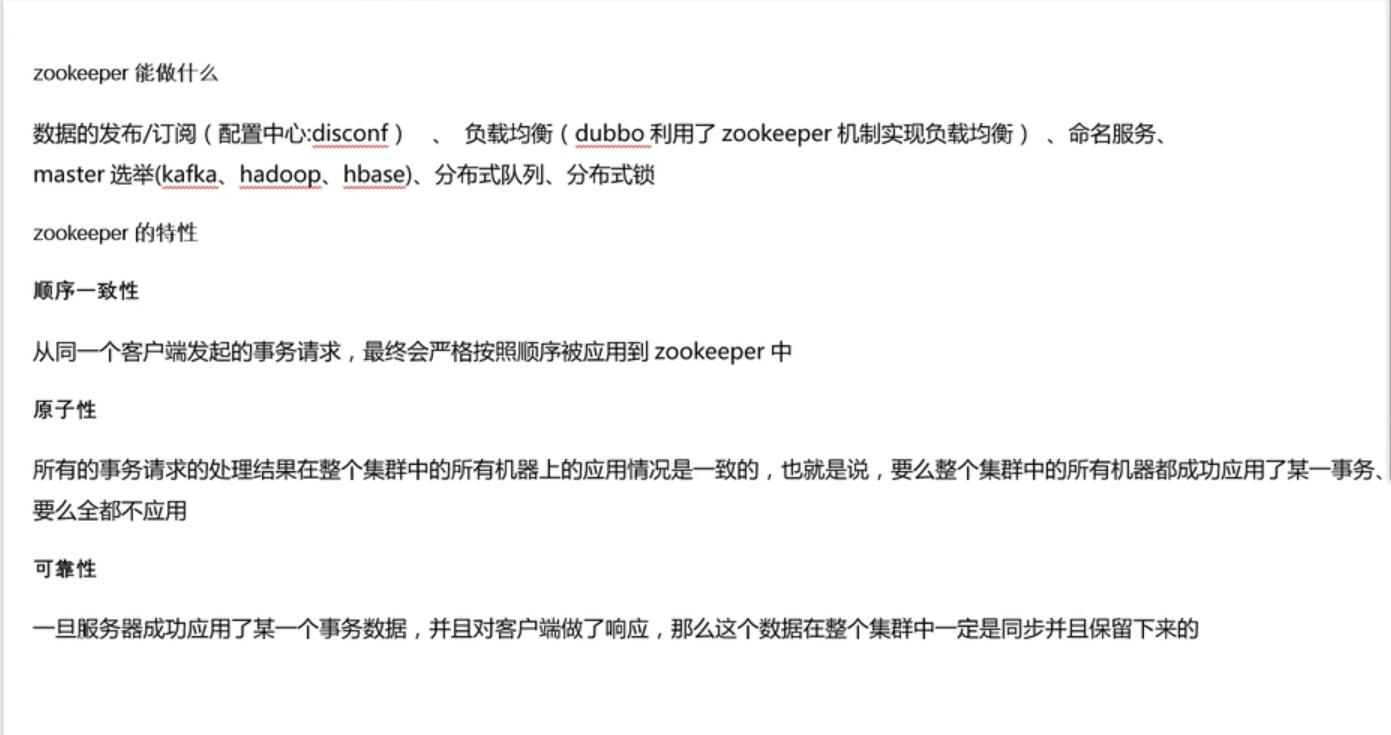 zookeeper 能做什么
数据的发布/订阅（配置中心:disconf） 、 负载均衡（dubbo 利用了 zookeeper 机制实现负载均衡） 、命名服务、
master 选举(kafka、hadoop、hbase)、分布式队列、分布式锁
zookeeper 的特性
顺序一致性
从同一个客户端发起的事务请求，最终会严格按照顺序被应用到 zookeeper 中
原子性
所有的事务请求的处理结果在整个集群中的所有机器上的应用情况是一致的，也就是说，要么整个集群中的所有机器都成功应用了某一事务、
要么全都不应用
可靠性
一旦服务器成功应用了某一个事务数据，并且对客户端做了响应，那么这个数据在整个集群中一定是同步并且保留下来的